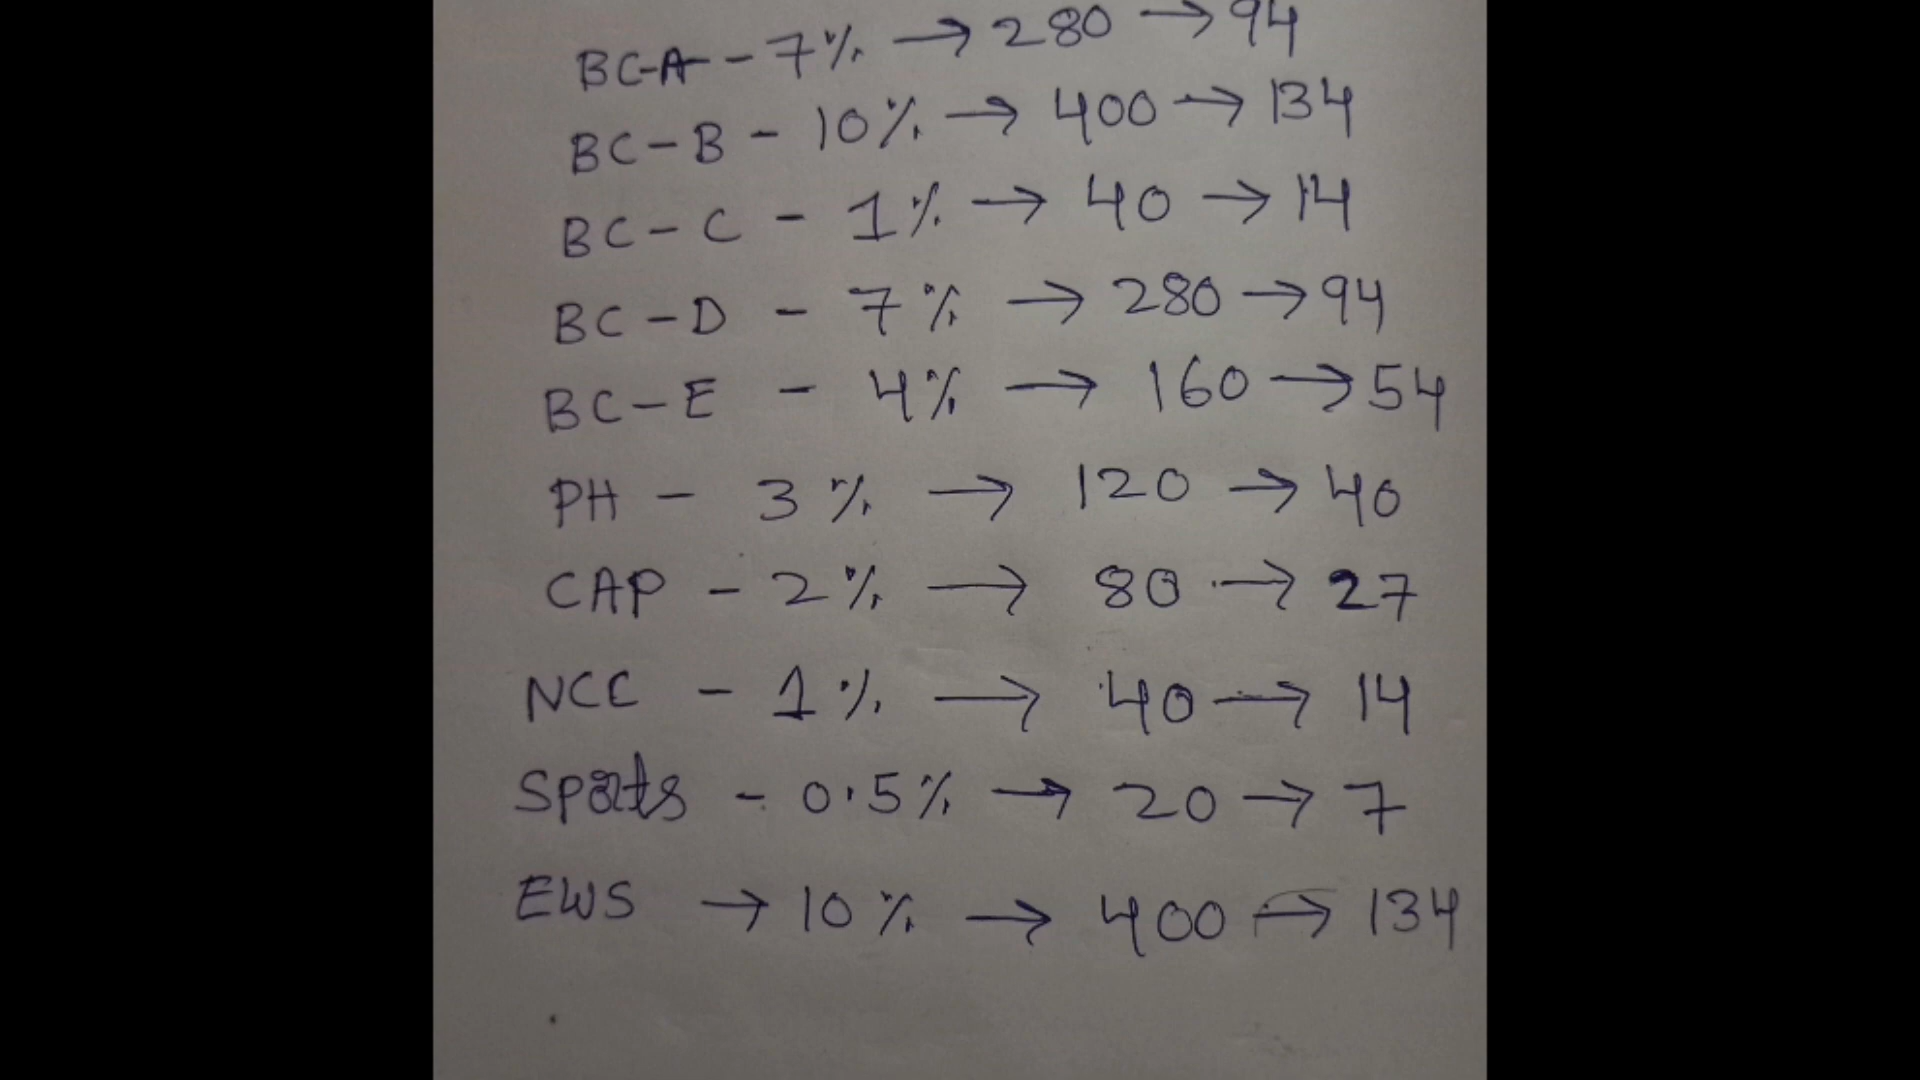 BC-A - 7% → 280 → 94
BC - B - 10% → 400 → 134
BC - C - 1% → 40 → 14
BC - D - 7% → 280 → 94
BC - E - 4% → 160 → 54
PH - 3% → 120 → 40
CAP - 2% → 80 → 27
NCC - 1% → 40 → 14
Sports - 0.5% → 20 → 7
EWS → 10% → 400 → 134